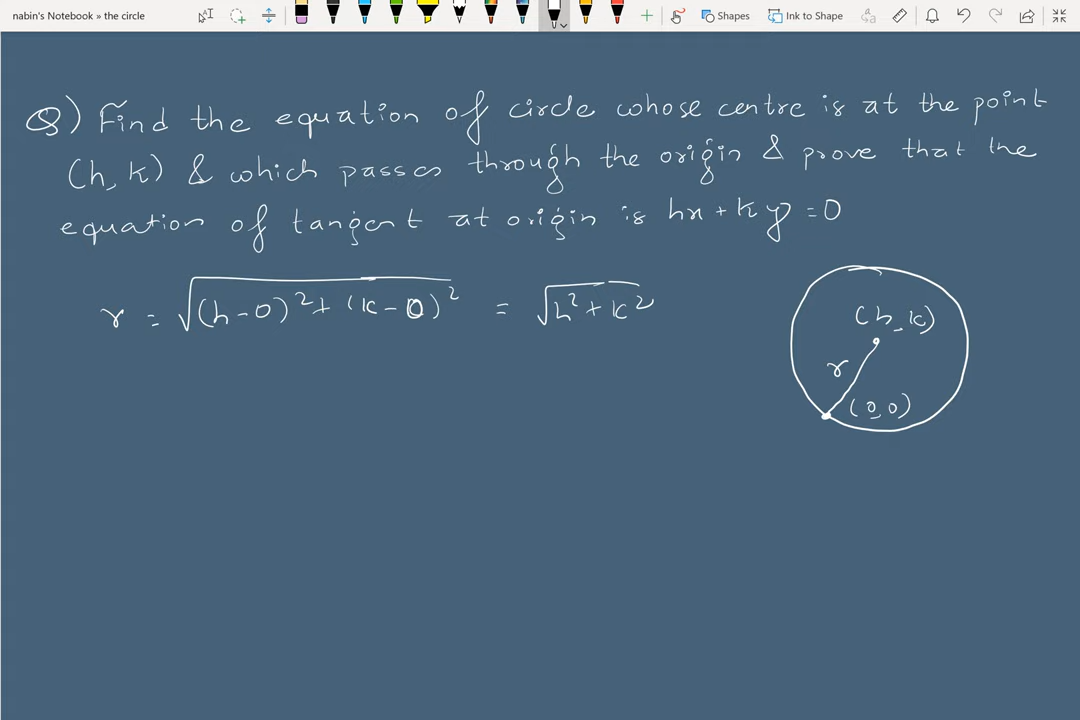 nabin's Notebook » the circle
Shapes
Ink to Shape
Q) Find the equation of circle whose centre is at the point
(h, k) & which passes through the origin & prove that the
equation of tangent at origin is hx + ky = 0
r = √(h-0)² + (k-0)² = √h² + k²
(h, k)
r
(0,0)